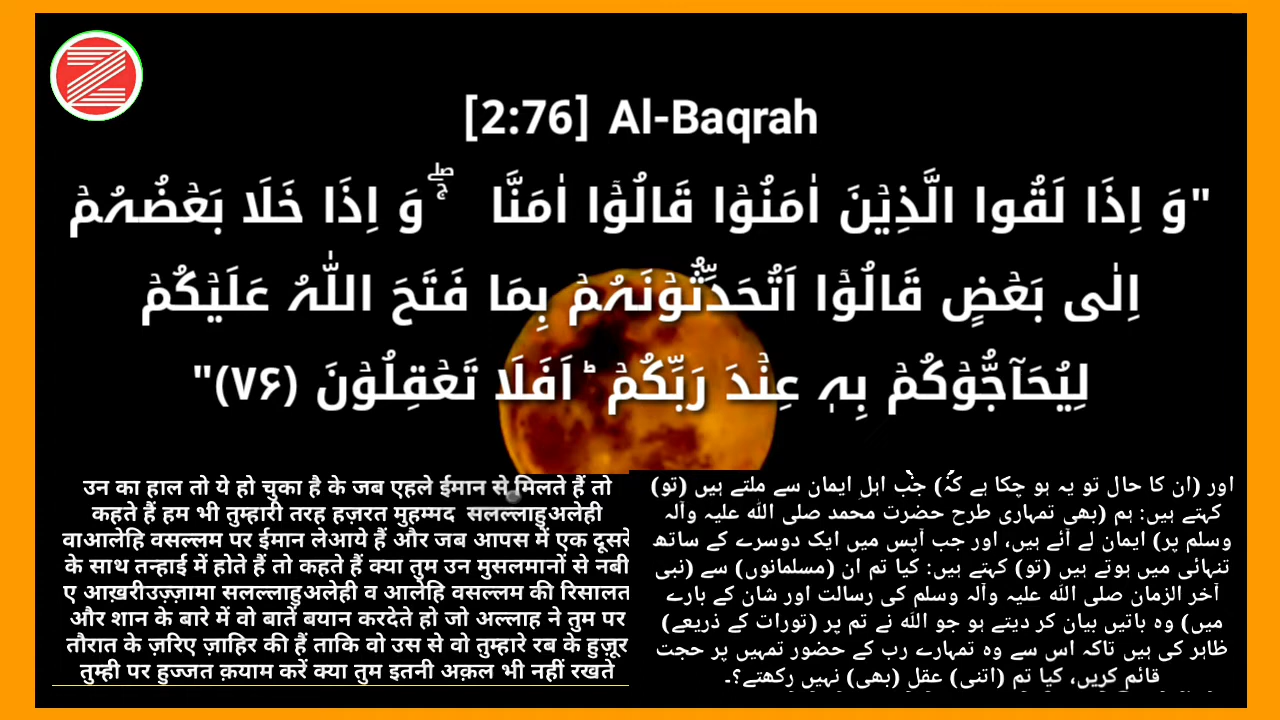 [2:76] Al-Baqrah
"وَ اِذَا لَقُوا الَّذِیۡنَ اٰمَنُوۡا قَالُوۡۤا اٰمَنَّا ۚۖ وَ اِذَا خَلَا بَعۡضُہُمۡ
اِلٰی بَعۡضٍ قَالُوۡۤا اَتُحَدِّثُوۡنَہُمۡ بِمَا فَتَحَ اللّٰہُ عَلَیۡکُمۡ
لِیُحَآجُّوۡکُمۡ بِہٖ عِنۡدَ رَبِّکُمۡ ؕ اَفَلَا تَعۡقِلُوۡنَ ﴿۷۶﴾"
उन का हाल तो ये हो चुका है के जब एहले ईमान से मिलते हैं तो
कहते हैं हम भी तुम्हारी तरह हज़रत मुहम्मद सलल्लाहुअलेही
वाआलेहि वसल्लम पर ईमान लेआये हैं और जब आपस में एक दूसरे
के साथ तन्हाई में होते हैं तो कहते हैं क्या तुम उन मुसलमानों से नबी
ए आख़रीउज़्ज़ामा सलल्लाहुअलेही व आलेहि वसल्लम की रिसालत
और शान के बारे में वो बातें बयान करदेते हो जो अल्लाह ने तुम पर
तौरात के ज़रिए ज़ाहिर की हैं ताकि वो उस से वो तुम्हारे रब के हुज़ूर
तुम्ही पर हुज्जत क़याम करें क्या तुम इतनी अक़ल भी नहीं रखते
اور (ان کا حال تو یہ ہو چکا ہے کہ) جب اہلِ ایمان سے ملتے ہیں (تو)
کہتے ہیں: ہم (بھی تمہاری طرح حضرت محمد صلی اللہ علیہ وآلہ
وسلم پر) ایمان لے آئے ہیں، اور جب آپس میں ایک دوسرے کے ساتھ
تنہائی میں ہوتے ہیں (تو) کہتے ہیں: کیا تم ان (مسلمانوں) سے (نبی
آخر الزمان صلی اللہ علیہ وآلہ وسلم کی رسالت اور شان کے بارے
میں) وہ باتیں بیان کر دیتے ہو جو اللہ نے تم پر (تورات کے ذریعے)
ظاہر کی ہیں تاکہ اس سے وہ تمہارے رب کے حضور تمہیں پر حجت
قائم کریں، کیا تم (اتنی) عقل (بھی) نہیں رکھتے؟۔